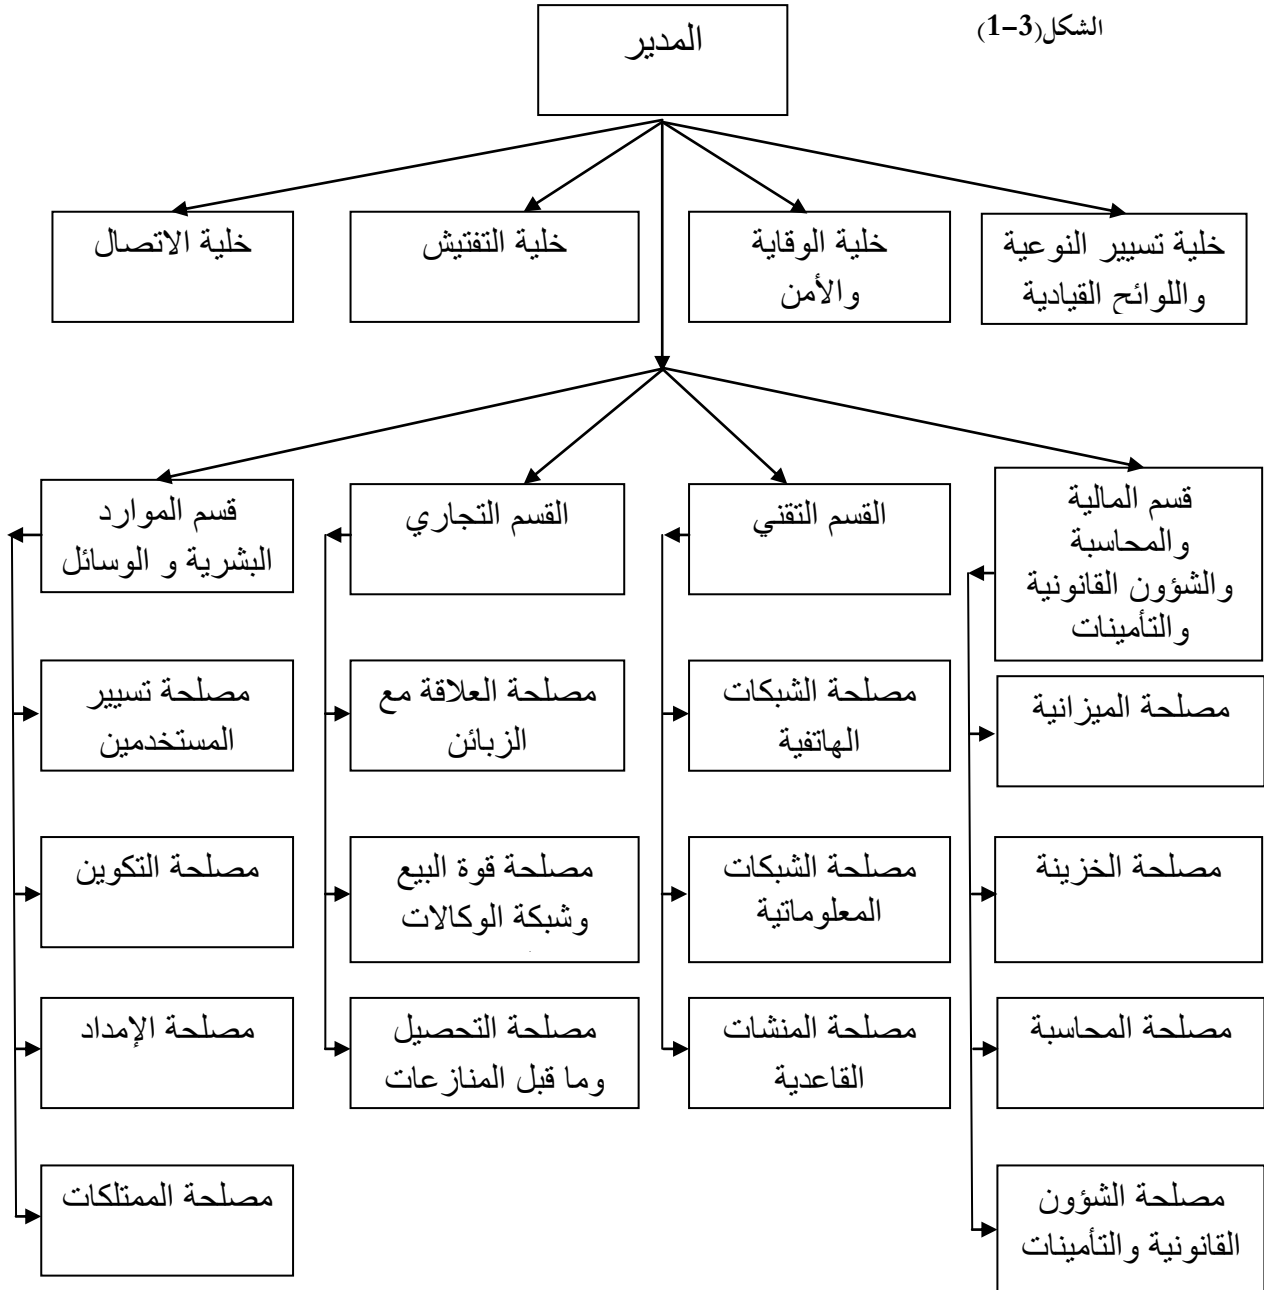 الشكل(3–1)
المدير
خلية تسيير النوعية
واللوائح القيادية
خلية الوقاية
والأمن
خلية التفتيش
خلية الاتصال
قسم المالية
والمحاسبة
والشؤون القانونية
والتأمينات
القسم التقني
القسم التجاري
قسم الموارد
البشرية و الوسائل
مصلحة الميزانية
مصلحة الشبكات
الهاتفية
مصلحة العلاقة مع
الزبائن
مصلحة تسيير
المستخدمين
مصلحة الخزينة
مصلحة الشبكات
المعلوماتية
مصلحة قوة البيع
وشبكة الوكالات
مصلحة التكوين
مصلحة المحاسبة
مصلحة المنشات
القاعدية
مصلحة التحصيل
وما قبل المنازعات
مصلحة الإمداد
مصلحة الشؤون
القانونية والتأمينات
مصلحة الممتلكات